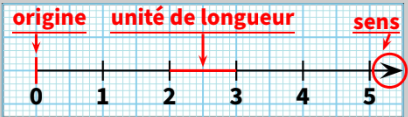 origine unité de longueur sens
0 1 2 3 4 5